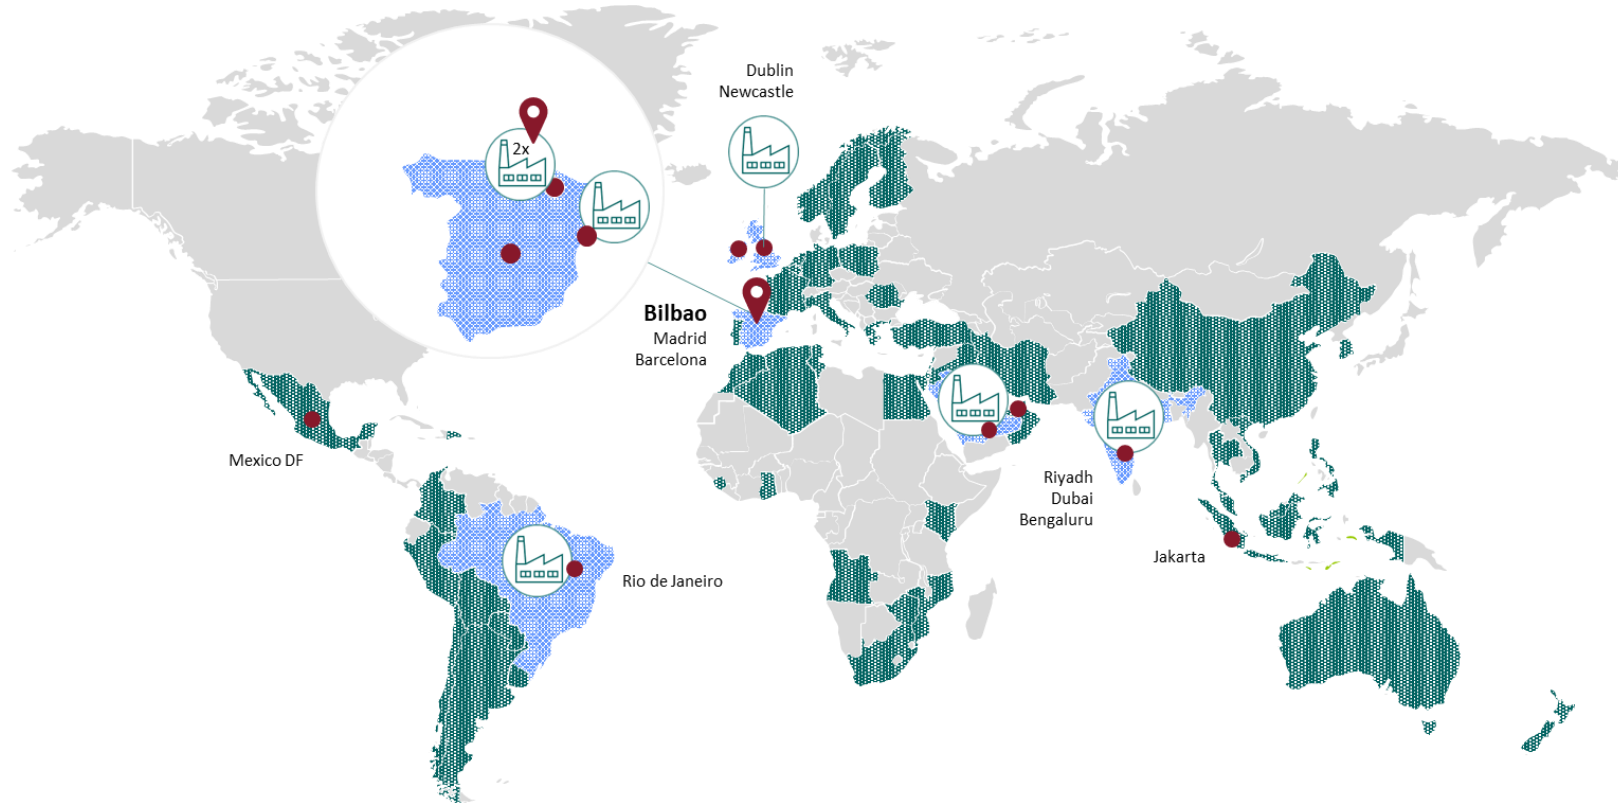 Dublin
Newcastle
2x
Bilbao
Madrid
Barcelona
Mexico DF
Riyadh
Dubai
Bengaluru
Jakarta
Rio de Janeiro